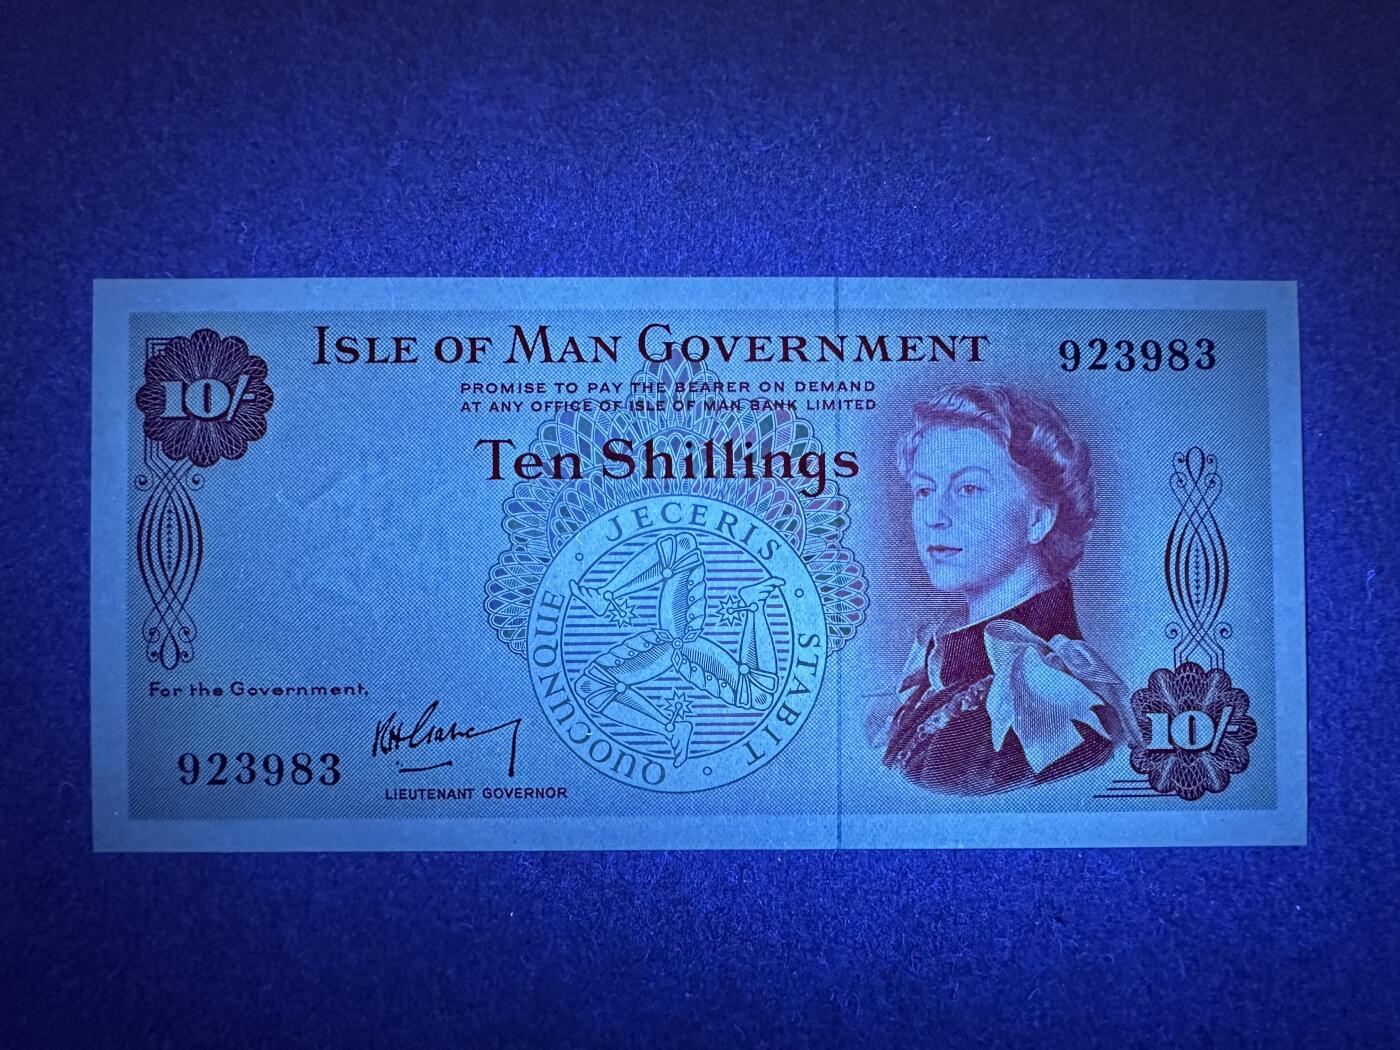 ISLE OF MAN GOVERNMENT
923983
10/-
PROMISE TO PAY THE BEARER ON DEMAND
AT ANY OFFICE OF ISLE OF MAN BANK LIMITED
Ten Shillings
QUOCUNQUE · JECERIS · STABIT ·
For the Government,
923983
LIEUTENANT GOVERNOR
10/-